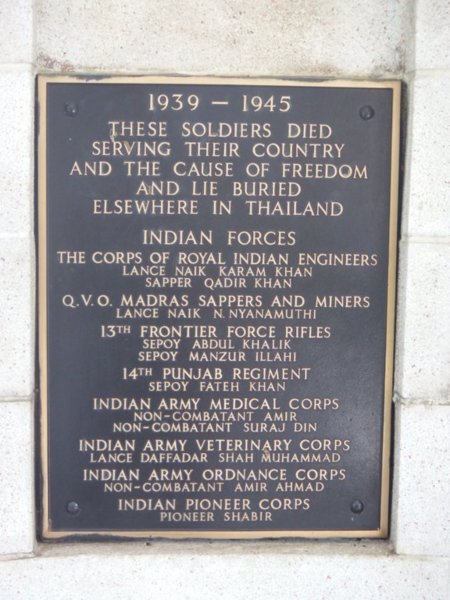 1939 – 1945
THESE SOLDIERS DIED
SERVING THEIR COUNTRY
AND THE CAUSE OF FREEDOM
AND LIE BURIED
ELSEWHERE IN THAILAND
INDIAN FORCES
THE CORPS OF ROYAL INDIAN ENGINEERS
LANCE NAIK KARAM KHAN
SAPPER QADIR KHAN
Q.V.O. MADRAS SAPPERS AND MINERS
LANCE NAIK N. NYANAMUTHI
13TH FRONTIER FORCE RIFLES
SEPOY ABDUL KHALIK
SEPOY MANZUR ILLAHI
14TH PUNJAB REGIMENT
SEPOY FATEH KHAN
INDIAN ARMY MEDICAL CORPS
NON-COMBATANT AMIR
NON-COMBATANT SURAJ DIN
INDIAN ARMY VETERINARY CORPS
LANCE DAFFADAR SHAH MUHAMMAD
INDIAN ARMY ORDNANCE CORPS
NON-COMBATANT AMIR AHMAD
INDIAN PIONEER CORPS
PIONEER SHABIR